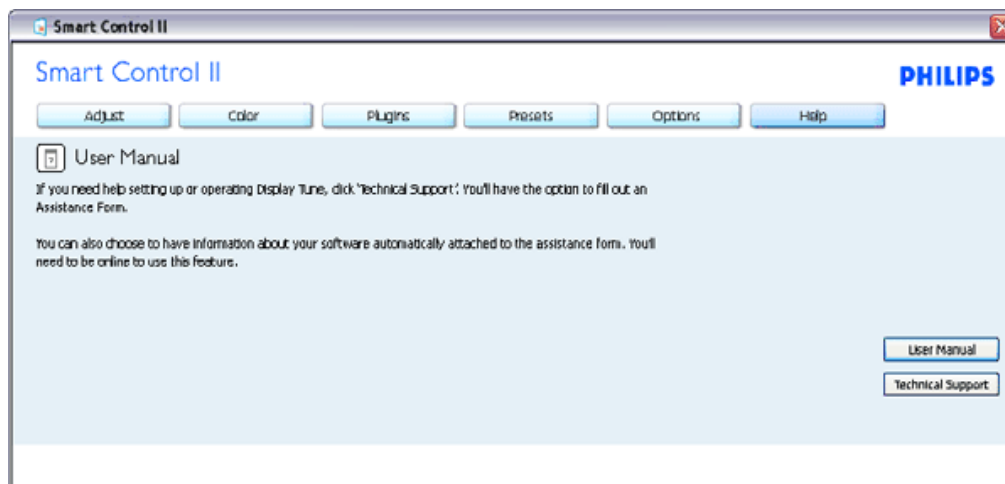 Smart Control II
Smart Control II
PHILIPS
Adjust Color Plugins Presets Options Help
User Manual
If you need help setting up or operating Display Tune, click 'Technical Support'. You'll have the option to fill out an
Assistance Form.
You can also choose to have information about your software automatically attached to the assistance form. You'll
need to be online to use this feature.
User Manual
Technical Support